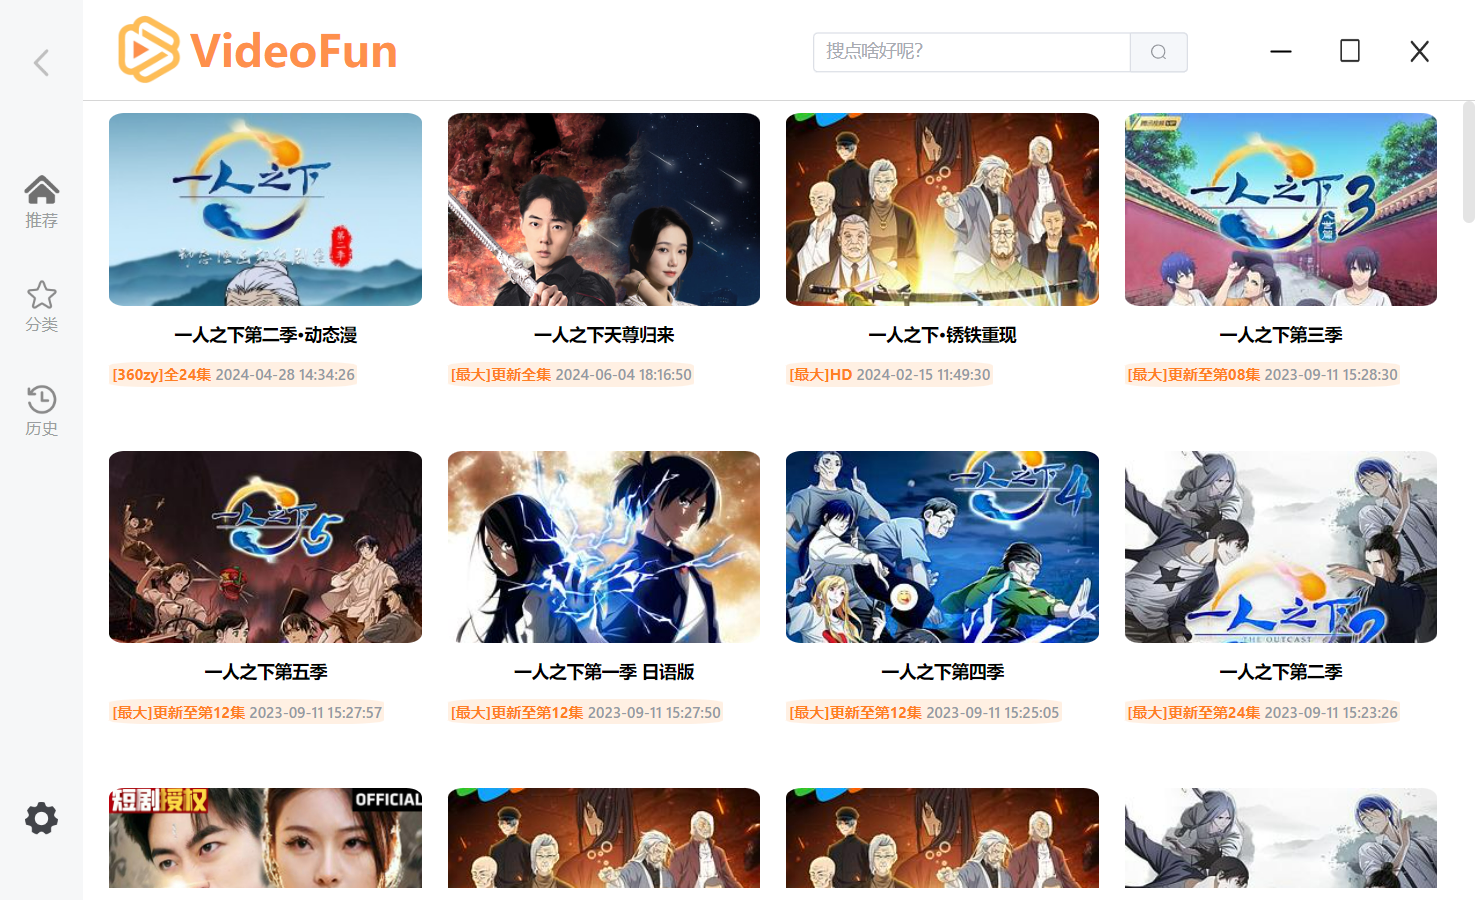 VideoFun
搜点啥好呢?
推荐
分类
历史
一人之下
第二季
一人之下3
一人之下第二季·动态漫
一人之下天尊归来
一人之下·锈铁重现
一人之下第三季
[360zy]全24集 2024-04-28 14:34:26
[最大]更新全集 2024-06-04 18:16:50
[最大]HD 2024-02-15 11:49:30
[最大]更新至第08集 2023-09-11 15:28:30
一人之下5
一人之下4
一人之下2
THE OUTCAST
一人之下第五季
一人之下第一季 日语版
一人之下第四季
一人之下第二季
[最大]更新至第12集 2023-09-11 15:27:57
[最大]更新至第12集 2023-09-11 15:27:50
[最大]更新至第12集 2023-09-11 15:25:05
[最大]更新至第24集 2023-09-11 15:23:26
短剧授权
OFFICIAL